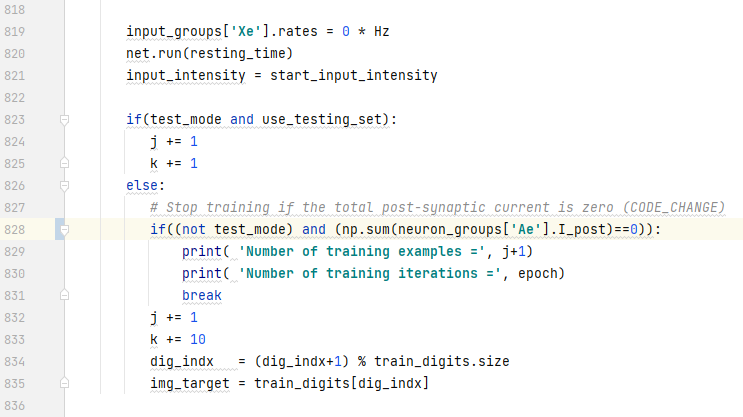 818
819 input_groups['Xe'].rates = 0 * Hz
820 net.run(resting_time)
821 input_intensity = start_input_intensity
822
823 if(test_mode and use_testing_set):
824 j += 1
825 k += 1
826 else:
827 # Stop training if the total post-synaptic current is zero (CODE_CHANGE)
828 if((not test_mode) and (np.sum(neuron_groups['Ae'].I_post)==0)):
829 print( 'Number of training examples =', j+1)
830 print( 'Number of training iterations =', epoch)
831 break
832 j += 1
833 k += 10
834 dig_indx   = (dig_indx+1) % train_digits.size
835 img_target = train_digits[dig_indx]
836